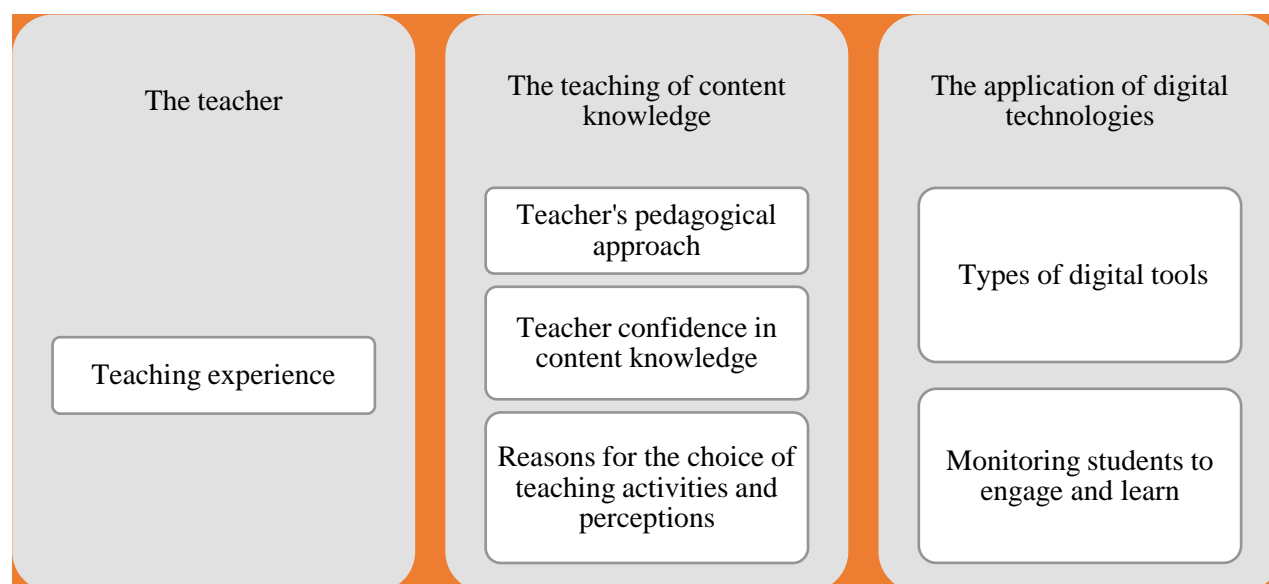 The teacher
Teaching experience
The teaching of content
knowledge
Teacher's pedagogical
approach
Teacher confidence in
content knowledge
Reasons for the choice of
teaching activities and
perceptions
The application of digital
technologies
Types of digital tools
Monitoring students to
engage and learn